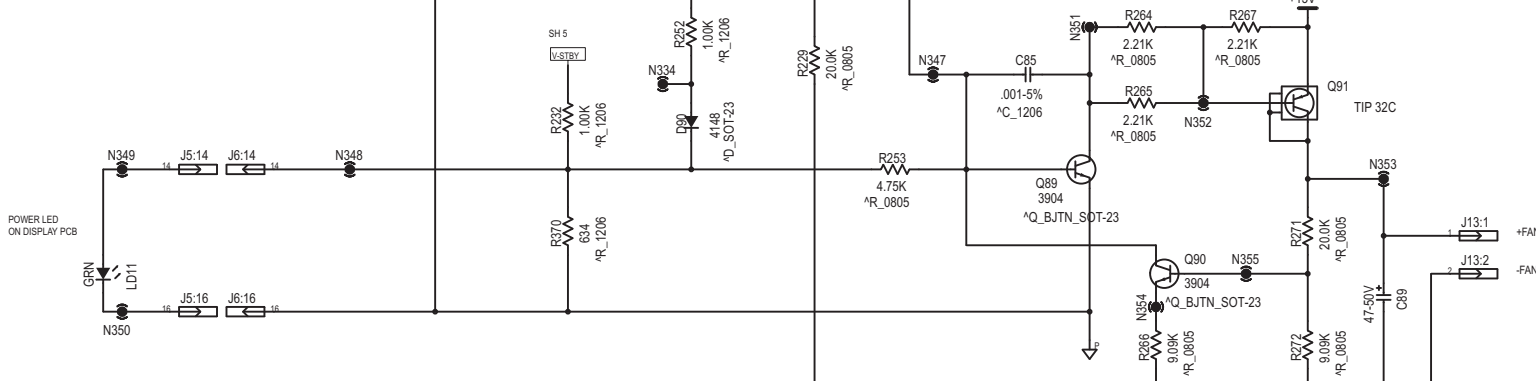 SH 5
V-STBY
R252
1.00K
^R_1206
N334
D90
4148
^D_SOT-23
R232
1.00K
^R_1206
R229
20.0K
^R_0805
N347
C85
.001-5%
^C_1206
N351
R264
2.21K
^R_0805
R267
2.21K
^R_0805
R265
2.21K
^R_0805
N352
Q91
TIP 32C
N349
14
J5:14
J6:14
14
N348
R253
4.75K
^R_0805
Q89
3904
^Q_BJTN_SOT-23
N353
POWER LED
ON DISPLAY PCB
GRN
LD11
R370
634
^R_1206
R271
20.0K
^R_0805
1
J13:1
2
J13:2
Q90
3904
^Q_BJTN_SOT-23
N355
N354
R266
9.09K
^R_0805
R272
9.09K
^R_0805
+
47-50V
C89
N350
16
J5:16
J6:16
16
P